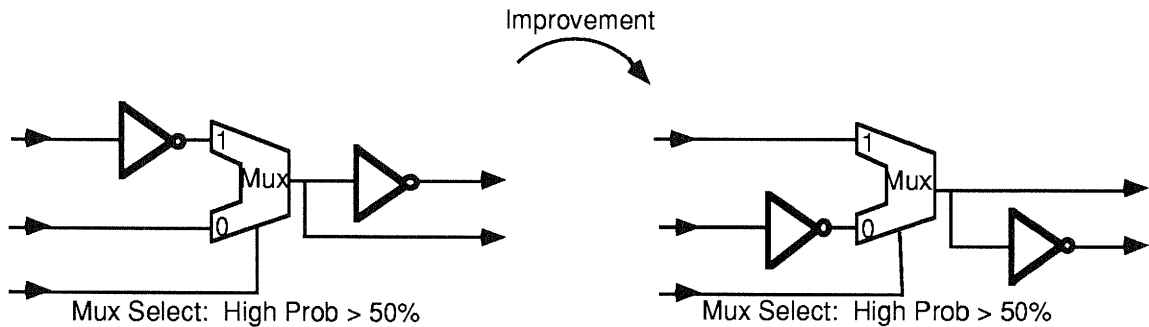 Improvement
1
Mux
0
Mux Select: High Prob > 50%
1
Mux
0
Mux Select: High Prob > 50%